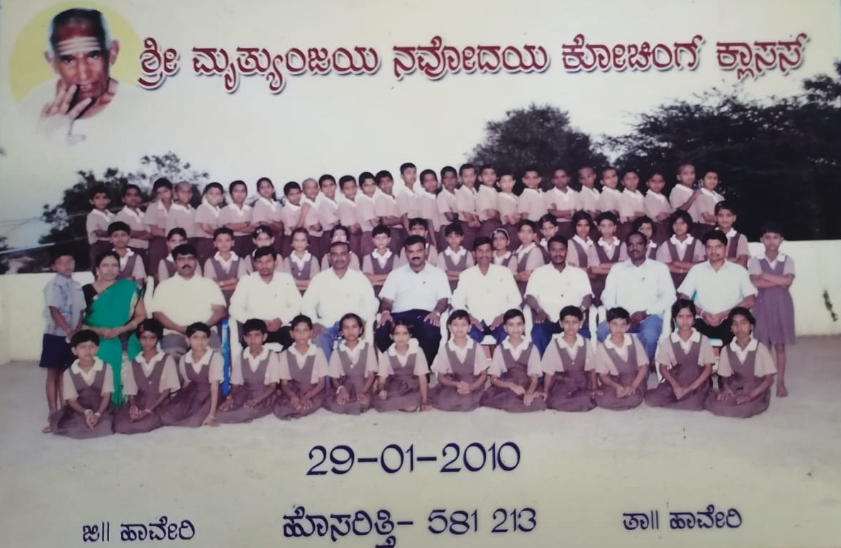 ಶ್ರೀ ಮೃತ್ಯುಂಜಯ ನವೋದಯ ಕೋಚಿಂಗ್ ಕ್ಲಾಸಸ್
29-01-2010
ಜಿ|| ಹಾವೇರಿ ಹೊಸರಿತ್ತಿ- 581 213 ತಾ|| ಹಾವೇರಿ